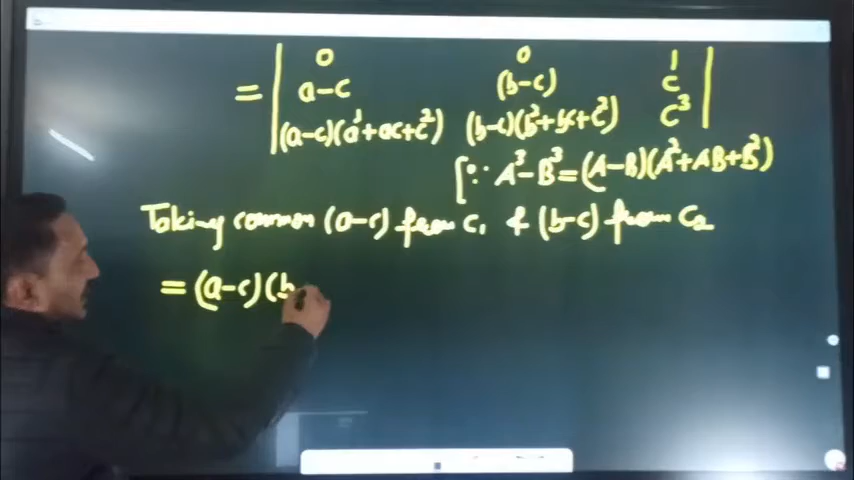 = | 0 0 1 |
a-c (b-c) c
(a-c)(a²+ac+c²) (b-c)(b²+bc+c²) c³
[∵ A³-B³=(A-B)(A²+AB+B²)
Taking common (a-c) from C₁ & (b-c) from C₂
= (a-c)(b